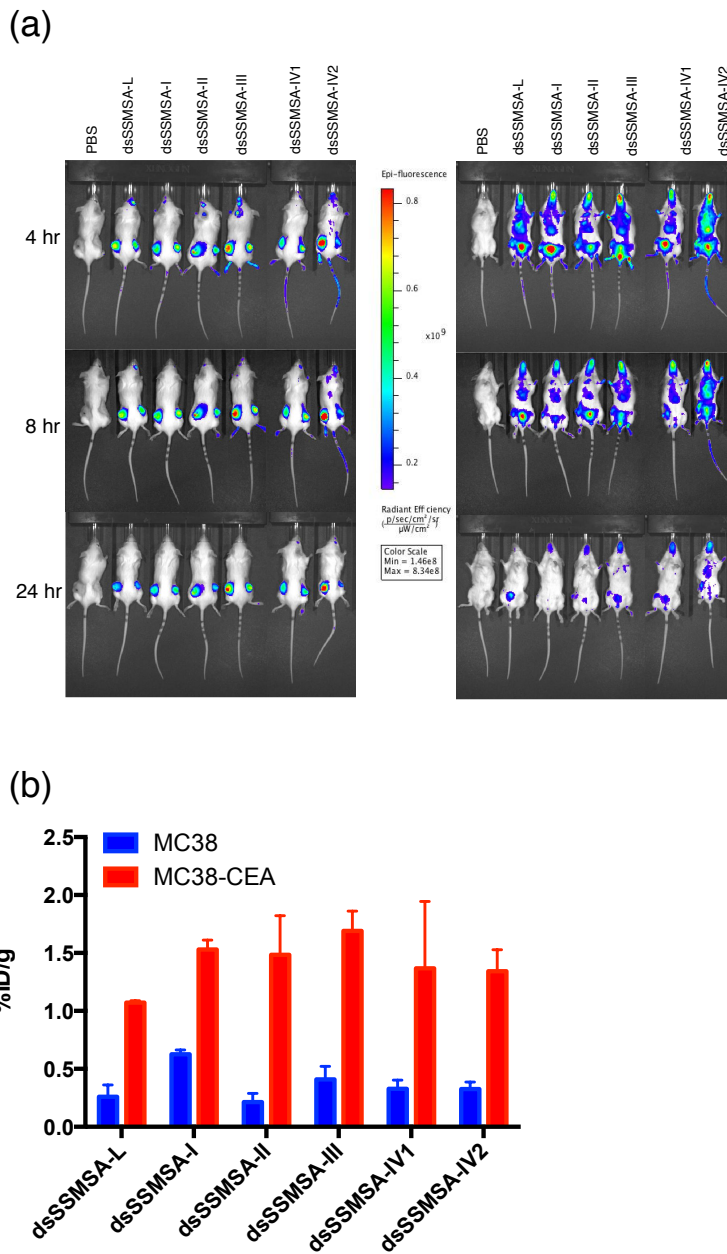 (a)
PBS
dsSSMSA-L
dsSSMSA-I
dsSSMSA-II
dsSSMSA-III
dsSSMSA-IV1
dsSSMSA-IV2
PBS
dsSSMSA-L
dsSSMSA-I
dsSSMSA-II
dsSSMSA-III
dsSSMSA-IV1
dsSSMSA-IV2
Epi-fluorescence
4 hr
0.8
0.6
x10⁹
0.4
8 hr
0.2
Radiant Efficiency
(p/sec/cm²/sr
μW/cm²)
Color Scale
Min = 1.46e8
Max = 8.34e8
24 hr
(b)
MC38
MC38-CEA
%ID/g
2.5
2.0
1.5
1.0
0.5
0.0
dsSSMSA-L
dsSSMSA-I
dsSSMSA-II
dsSSMSA-III
dsSSMSA-IV1
dsSSMSA-IV2